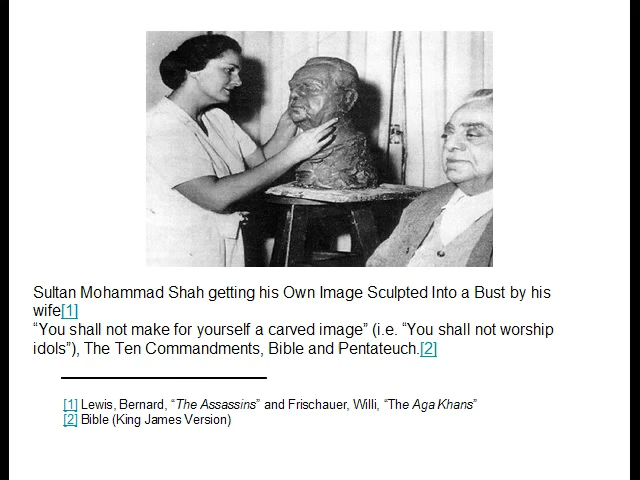 Sultan Mohammad Shah getting his Own Image Sculpted Into a Bust by his
wife[1]
“You shall not make for yourself a carved image” (i.e. “You shall not worship
idols”), The Ten Commandments, Bible and Pentateuch.[2]
[1] Lewis, Bernard, “The Assassins” and Frischauer, Willi, “The Aga Khans”
[2] Bible (King James Version)